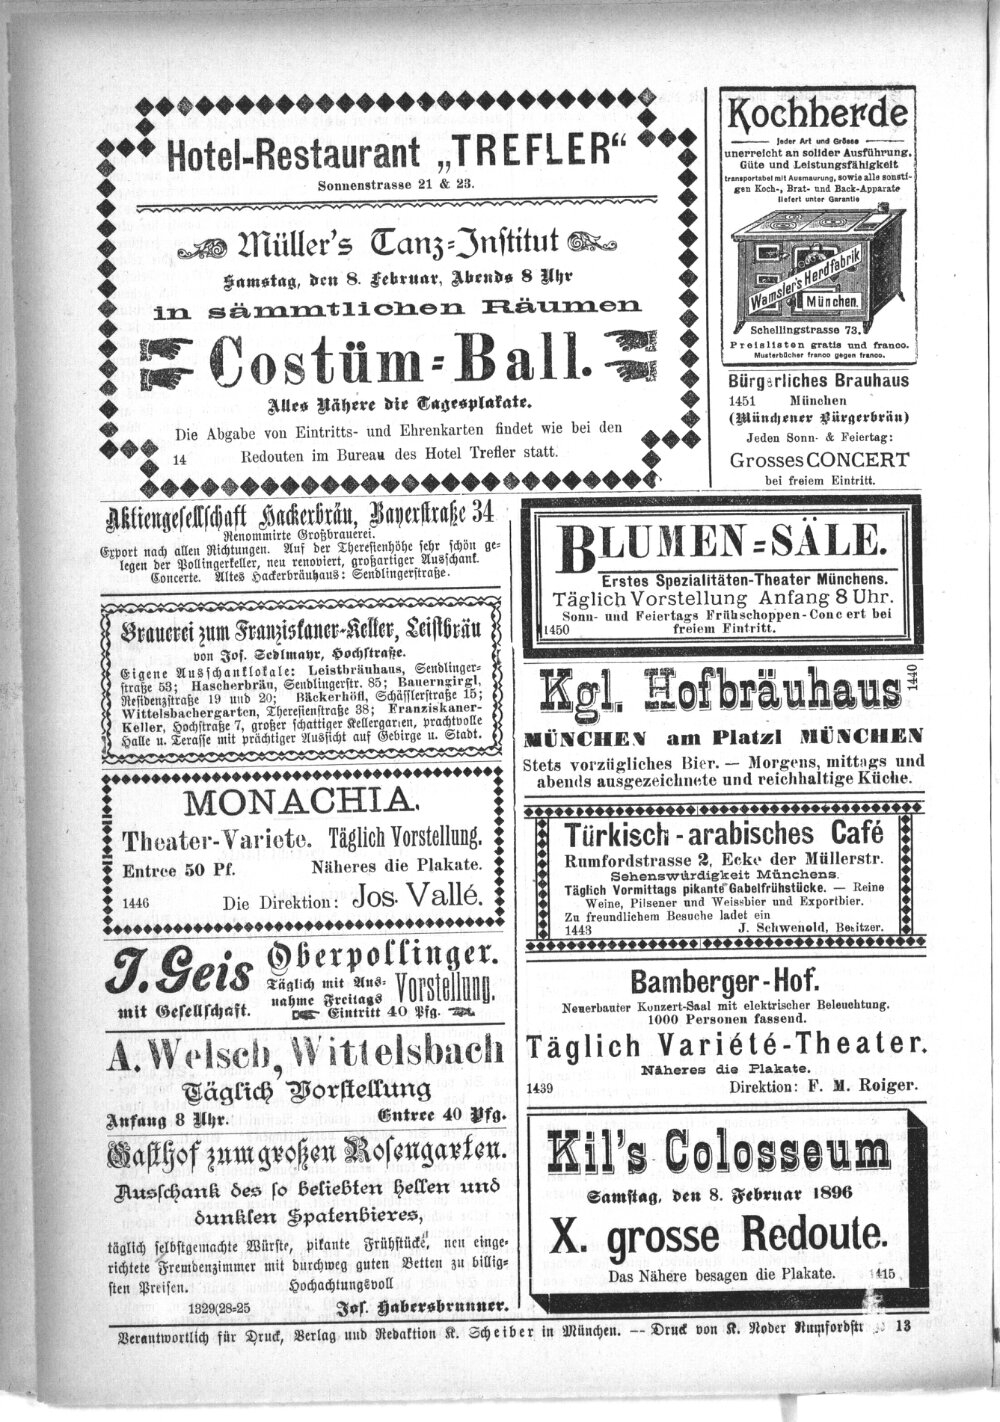 Hotel-Restaurant „TREFLER“
Sonnenstrasse 21 & 23.
Müller's Tanz=Institut
Samstag, den 8. Februar, Abends 8 Uhr
in sämmtlichen Räumen
Costüm=Ball.
Alles Nähere die Tagesplakate.
Die Abgabe von Eintritts- und Ehrenkarten findet wie bei den
14 Redouten im Bureau des Hotel Trefler statt.
Kochherde
jeder Art und Grösse
unerreicht an solider Ausführung.
Güte und Leistungsfähigkeit
transportabel mit Ausmaurung, sowie alle sonsti-
gen Koch-, Brat- und Back-Apparate
liefert unter Garantie
Wamsler's Herdfabrik
München.
Schellingstrasse 73.
Preislisten gratis und franco.
Musterbücher franco gegen franco.
Bürgerliches Brauhaus
1451 München
(Münchener Bürgerbräu)
Jeden Sonn- & Feiertag:
Grosses CONCERT
bei freiem Eintritt.
Aktiengesellschaft Hackerbräu, Bayerstraße 34
Renommirte Großbrauerei.
Export nach allen Richtungen. Auf der Theresienhöhe sehr schön ge-
legen der Pollingerkeller, neu renoviert, großartiger Ausschank.
Concerte. Altes Hackerbräuhaus: Sendlingerstraße.
Brauerei zum Franziskaner-Keller, Leistbräu
von Jos. Sedlmayr, Hochstraße.
Eigene Ausschanklokale: Leistbräuhaus, Sendlinger-
straße 53; Hascherbräu, Sendlingerstr. 85; Bauerngirgl,
Residenzstraße 19 und 20; Bäckerhöfl, Schäfflerstraße 15;
Wittelsbachergarten, Theresienstraße 38; Franziskaner-
Keller, Hochstraße 7, großer schattiger Kellergarten, prachtvolle
Halle u. Terasse mit prächtiger Aussicht auf Gebirge u. Stadt.
MONACHIA.
Theater-Variete. Täglich Vorstellung.
Entree 50 Pf. Näheres die Plakate.
1446 Die Direktion: Jos. Vallé.
J. Geis
mit Gesellschaft.
Oberpollinger.
Täglich mit Aus-
nahme Freitags
Vorstellung.
Eintritt 40 Pfg.
A. Welsch, Wittelsbach
Täglich Vorstellung
Anfang 8 Uhr. Entree 40 Pfg.
Gasthof zum großen Rosengarten.
Ausschank des so beliebten hellen und
dunklen Spatenbieres,
täglich selbstgemachte Würste, pikante Frühstücke, neu einge-
richtete Fremdenzimmer mit durchweg guten Betten zu billig-
sten Preisen. Hochachtungsvoll
1329(28=25 Jos. Habersbrunner.
BLUMEN=SÄLE.
Erstes Spezialitäten-Theater Münchens.
Täglich Vorstellung Anfang 8 Uhr.
Sonn- und Feiertags Frühschoppen-Concert bei
1450 freiem Eintritt.
Kgl. Hofbräuhaus
1440
MÜNCHEN am Platzl MÜNCHEN
Stets vorzügliches Bier. — Morgens, mittags und
abends ausgezeichnete und reichhaltige Küche.
Türkisch-arabisches Café
Rumfordstrasse 2, Ecke der Müllerstr.
Sehenswürdigkeit Münchens.
Täglich Vormittags pikante Gabelfrühstücke. — Reine
Weine, Pilsener und Weissbier und Exportbier.
Zu freundlichem Besuche ladet ein
1443 J. Schwenold, Besitzer.
Bamberger-Hof.
Neuerbauter Konzert-Saal mit elektrischer Beleuchtung.
1000 Personen fassend.
Täglich Variété-Theater.
Näheres die Plakate.
1439 Direktion: F. M. Roiger.
Kil's Colosseum
Samstag, den 8. Februar 1896
X. grosse Redoute.
Das Nähere besagen die Plakate. 1415
Verantwortlich für Druck, Verlag und Redaktion K. Scheiber in München. — Druck von K. Roder Rumfordstr 13